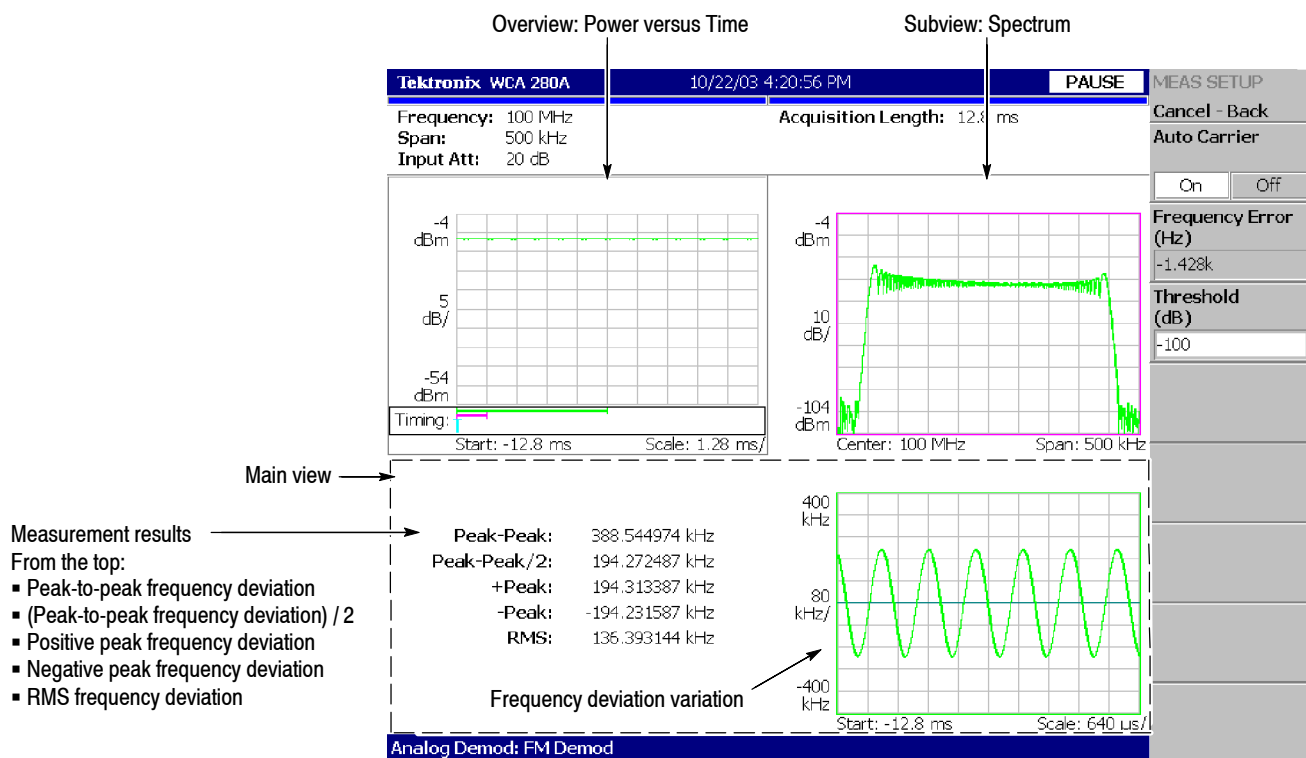 Overview: Power versus Time
Subview: Spectrum
Tektronix WCA 280A 10/22/03 4:20:56 PM PAUSE
MEAS SETUP
Cancel - Back
Frequency: 100 MHz
Acquisition Length: 12.8 ms
Span: 500 kHz
Input Att: 20 dB
Auto Carrier
On Off
Frequency Error
(Hz)
-1.428k
Threshold
(dB)
-100
-4
dBm
5
dB/
-54
dBm
Timing:
Start: -12.8 ms Scale: 1.28 ms/
-4
dBm
10
dB/
-104
dBm
Center: 100 MHz Span: 500 kHz
Main view
Measurement results
From the top:
▪ Peak-to-peak frequency deviation
▪ (Peak-to-peak frequency deviation) / 2
▪ Positive peak frequency deviation
▪ Negative peak frequency deviation
▪ RMS frequency deviation
Peak-Peak: 388.544974 kHz
Peak-Peak/2: 194.272487 kHz
+Peak: 194.313387 kHz
-Peak: -194.231587 kHz
RMS: 136.393144 kHz
Frequency deviation variation
400
kHz
80
kHz/
-400
kHz
Start: -12.8 ms Scale: 640 µs/
Analog Demod: FM Demod